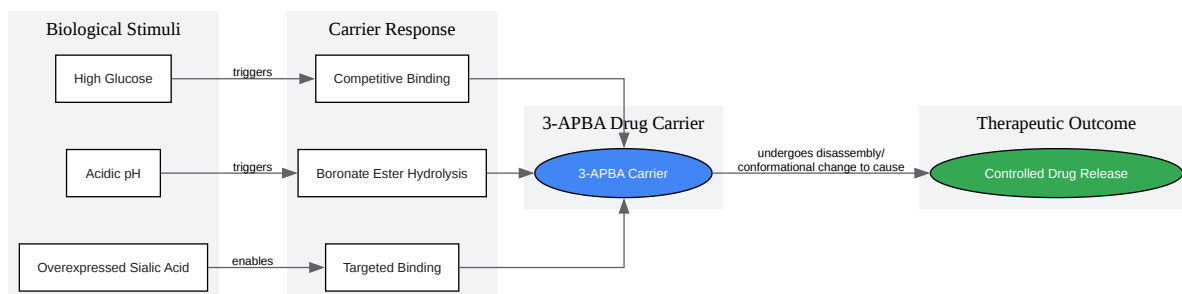 Biological Stimuli
Carrier Response
High Glucose
triggers
Competitive Binding
3-APBA Drug Carrier
Therapeutic Outcome
Acidic pH
triggers
Boronate Ester Hydrolysis
3-APBA Carrier
undergoes disassembly/
conformational change to cause
Controlled Drug Release
Overexpressed Sialic Acid
enables
Targeted Binding